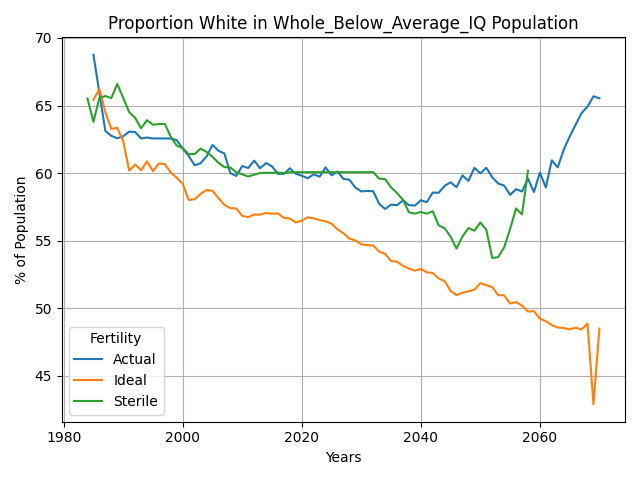 Proportion White in Whole_Below_Average_IQ Population
70
65
60
55
50
45
% of Population
Fertility
Actual
Ideal
Sterile
1980 2000 2020 2040 2060
Years